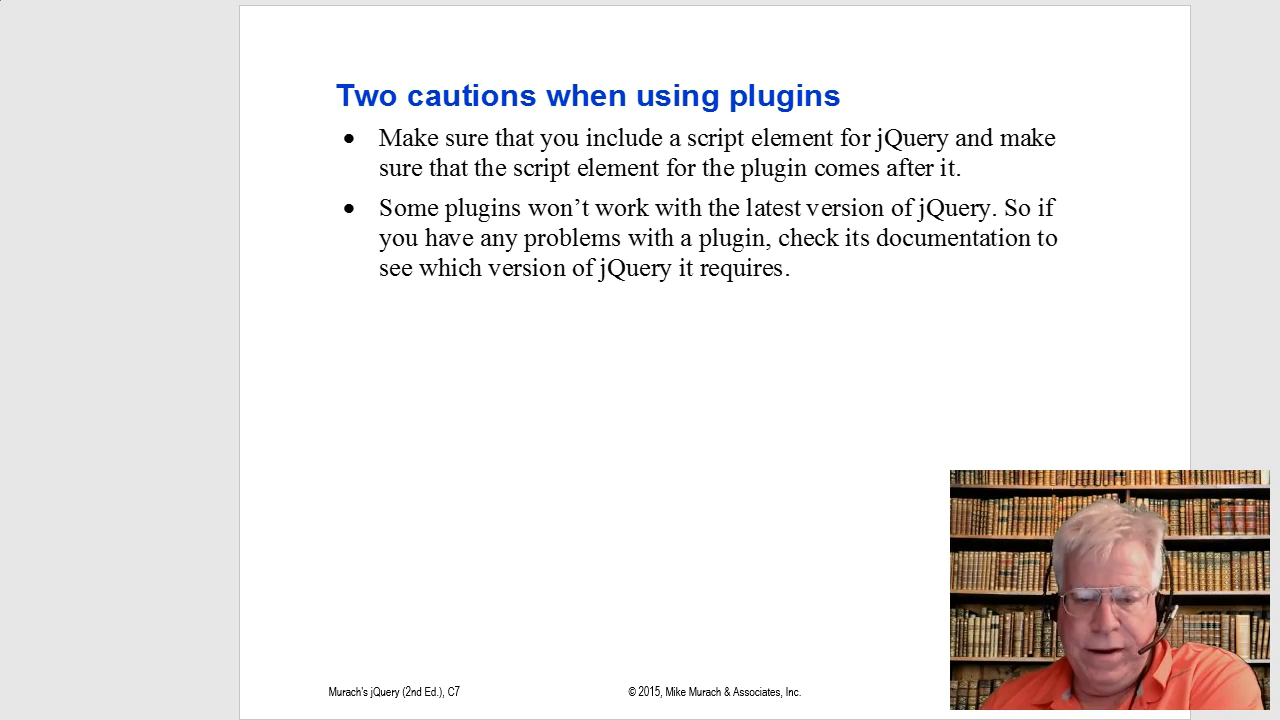 Two cautions when using plugins
• Make sure that you include a script element for jQuery and make
sure that the script element for the plugin comes after it.
• Some plugins won’t work with the latest version of jQuery. So if
you have any problems with a plugin, check its documentation to
see which version of jQuery it requires.
Murach's jQuery (2nd Ed.), C7
© 2015, Mike Murach & Associates, Inc.